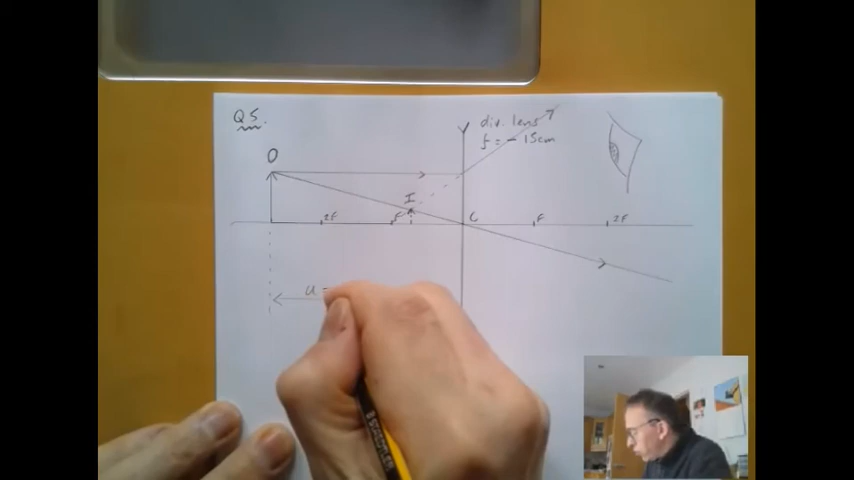 Q5.
div. lens
f = - 15cm
O
I
2F
F
C
F
2F
u =